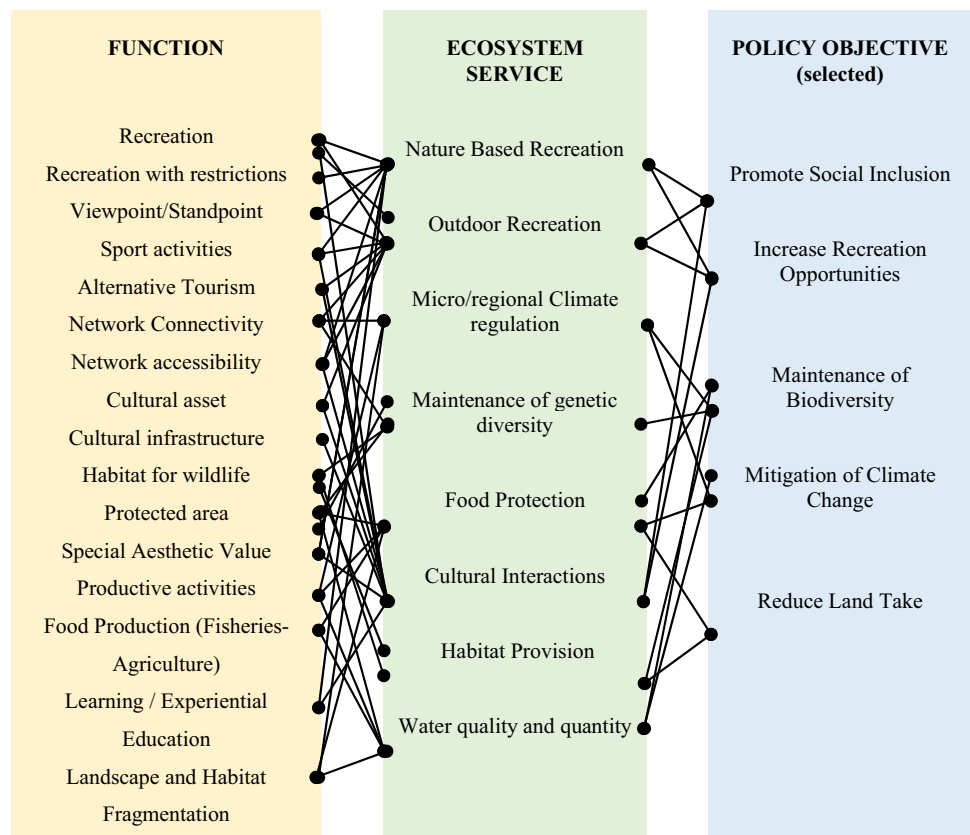 FUNCTION
Recreation
Recreation with restrictions
Viewpoint/Standpoint
Sport activities
Alternative Tourism
Network Connectivity
Network accessibility
Cultural asset
Cultural infrastructure
Habitat for wildlife
Protected area
Special Aesthetic Value
Productive activities
Food Production (Fisheries-
Agriculture)
Learning / Experiential
Education
Landscape and Habitat
Fragmentation
ECOSYSTEM
SERVICE
Nature Based Recreation
Outdoor Recreation
Micro/regional Climate
regulation
Maintenance of genetic
diversity
Food Protection
Cultural Interactions
Habitat Provision
Water quality and quantity
POLICY OBJECTIVE
(selected)
Promote Social Inclusion
Increase Recreation
Opportunities
Maintenance of
Biodiversity
Mitigation of Climate
Change
Reduce Land Take